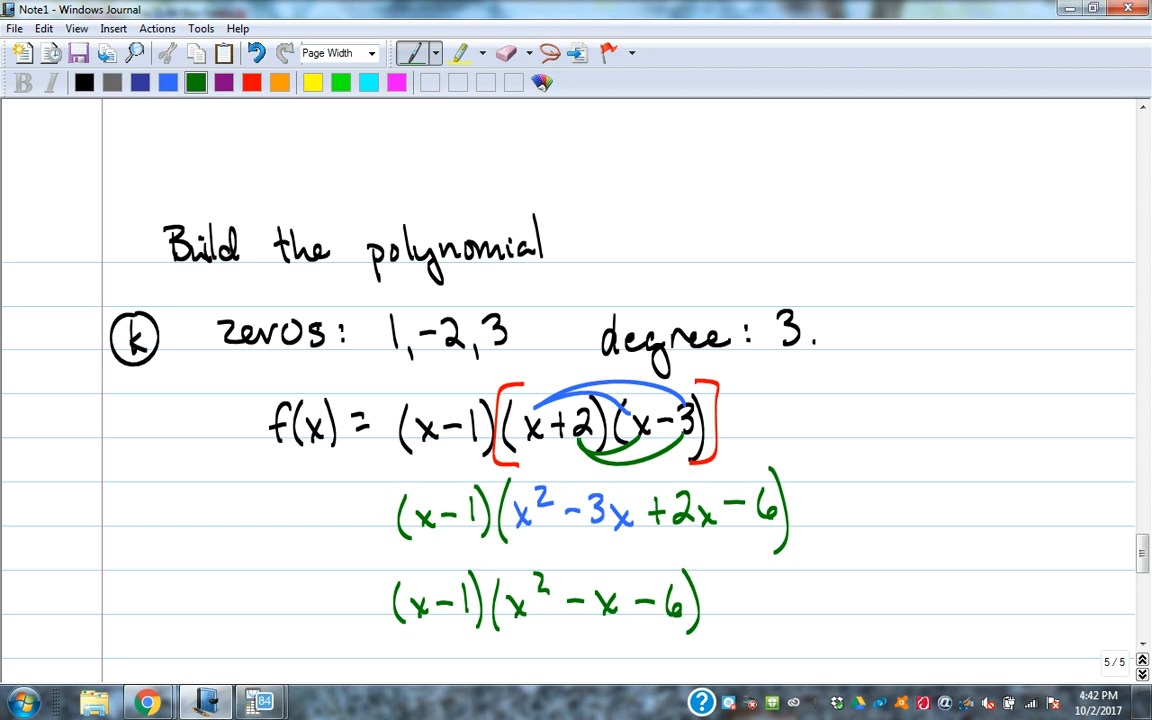 Note1 - Windows Journal
File Edit View Insert Actions Tools Help
Page Width
B I
Build the polynomial
k zeros: 1, -2, 3 degree: 3.
f(x) = (x-1)[(x+2)(x-3)]
(x-1)(x² -3x +2x -6)
(x-1)(x² - x - 6)
5 / 5
84
4:42 PM
10/2/2017